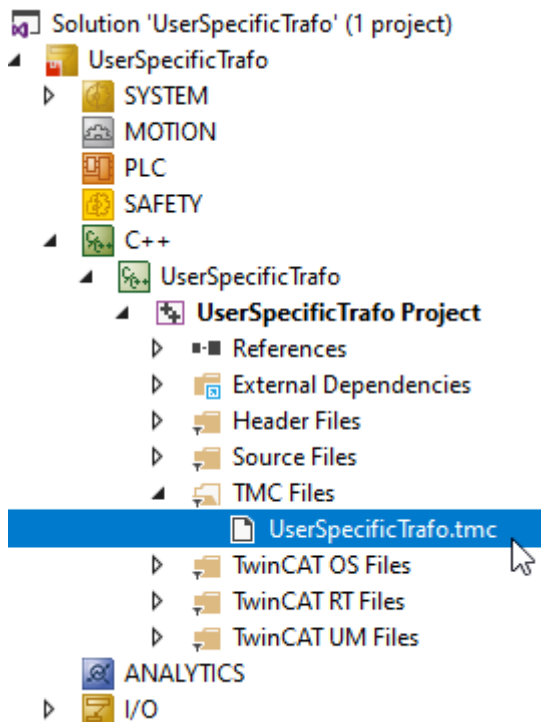 Solution 'UserSpecificTrafo' (1 project)
UserSpecificTrafo
SYSTEM
MOTION
PLC
SAFETY
C++
UserSpecificTrafo
UserSpecificTrafo Project
References
External Dependencies
Header Files
Source Files
TMC Files
UserSpecificTrafo.tmc
TwinCAT OS Files
TwinCAT RT Files
TwinCAT UM Files
ANALYTICS
I/O